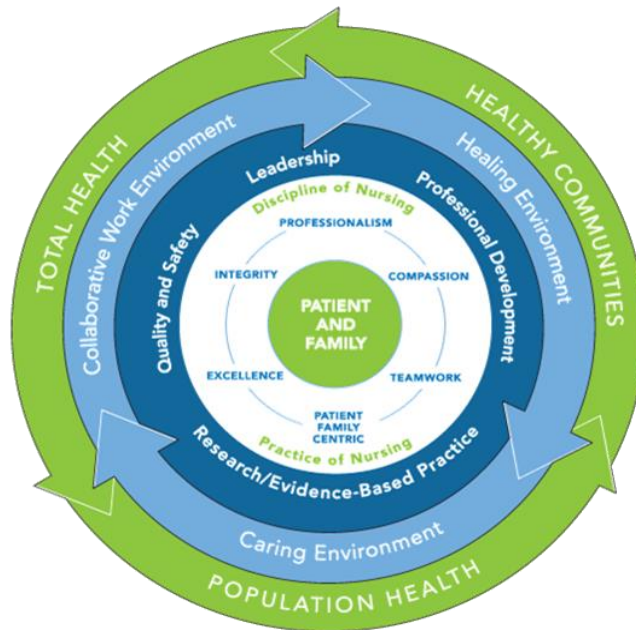 TOTAL HEALTH
HEALTHY COMMUNITIES
POPULATION HEALTH
Collaborative Work Environment
Healing Environment
Caring Environment
Leadership
Professional Development
Quality and Safety
Research/Evidence-Based Practice
Discipline of Nursing
PROFESSIONALISM
INTEGRITY
COMPASSION
PATIENT
AND
FAMILY
EXCELLENCE
TEAMWORK
PATIENT
FAMILY
CENTRIC
Practice of Nursing